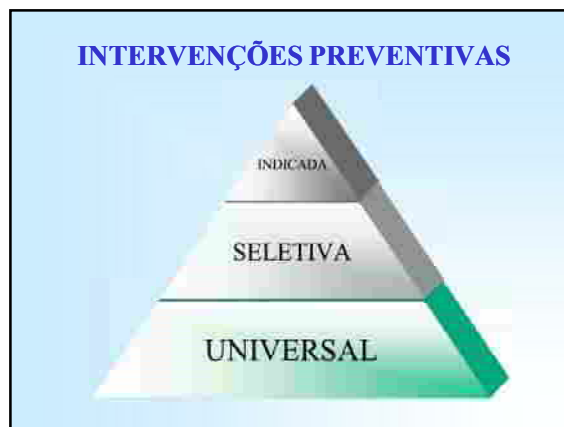 INTERVENÇÕES PREVENTIVAS
INDICADA
SELETIVA
UNIVERSAL